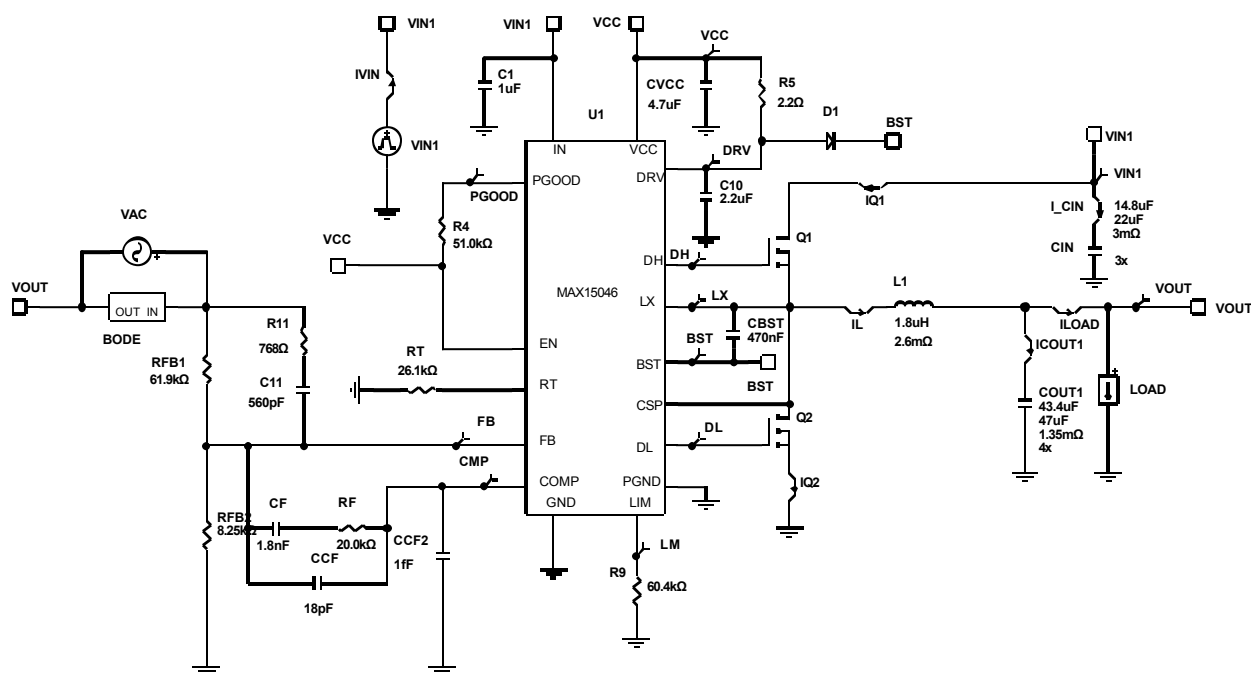 VIN1
VIN1
VCC
VCC
IVIN
C1
1uF
CVCC
4.7uF
R5
2.2Ω
U1
D1
BST
VIN1
VIN1
IN
VCC
VIN1
DRV
DRV
PGOOD
PGOOD
C10
2.2uF
IQ1
VIN1
I_CIN
14.8uF
22uF
3mΩ
CIN
3x
VAC
R4
51.0kΩ
VCC
Q1
DH
DH
MAX15046
L1
VOUT
OUT IN
BODE
LX
LX
IL
1.8uH
2.6mΩ
ILOAD
VOUT
VOUT
R11
768Ω
CBST
470nF
ICOUT1
RFB1
61.9kΩ
EN
BST
BST
BST
RT
26.1kΩ
RT
C11
560pF
CSP
COUT1
43.4uF
47uF
1.35mΩ
4x
LOAD
Q2
FB
FB
DL
DL
CMP
COMP
PGND
IQ2
GND
LIM
CF
1.8nF
RF
20.0kΩ
RFB2
8.25kΩ
CCF
18pF
CCF2
1fF
LM
R9
60.4kΩ